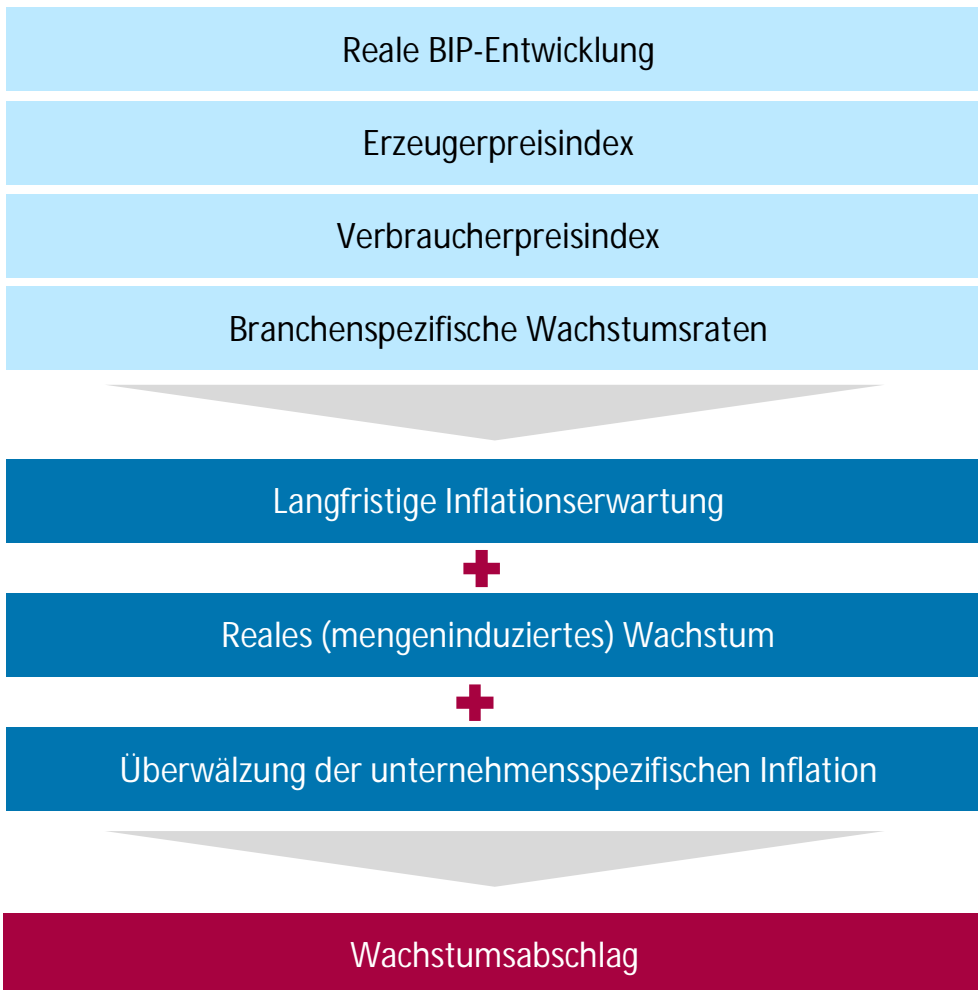 Reale BIP-Entwicklung
Erzeugerpreisindex
Verbraucherpreisindex
Branchenspezifische Wachstumsraten
Langfristige Inflationserwartung
Reales (mengeninduziertes) Wachstum
Überwälzung der unternehmensspezifischen Inflation
Wachstumsabschlag